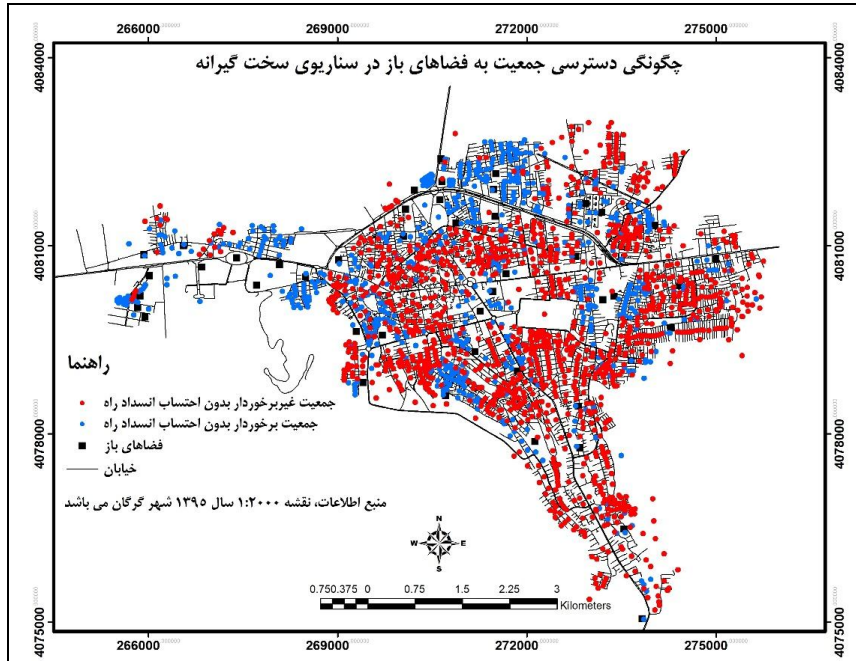 266000 269000 272000 275000
4084000 4084000
چگونگی دسترسی جمعیت به فضاهای باز در سناریوی سخت گیرانه
4081000 4081000
راهنما
جمعیت غیربرخوردار بدون احتساب انسداد راه
جمعیت برخوردار بدون احتساب انسداد راه
فضاهای باز
خیابان
4078000 4078000
منبع اطلاعات، نقشه ۱:۲۰۰۰ سال ۱۳۹۵ شهر گرگان می باشد
N
W E
S
0.750.375 0 0.75 1.5 2.25 3
Kilometers
4075000 4075000
266000 269000 272000 275000